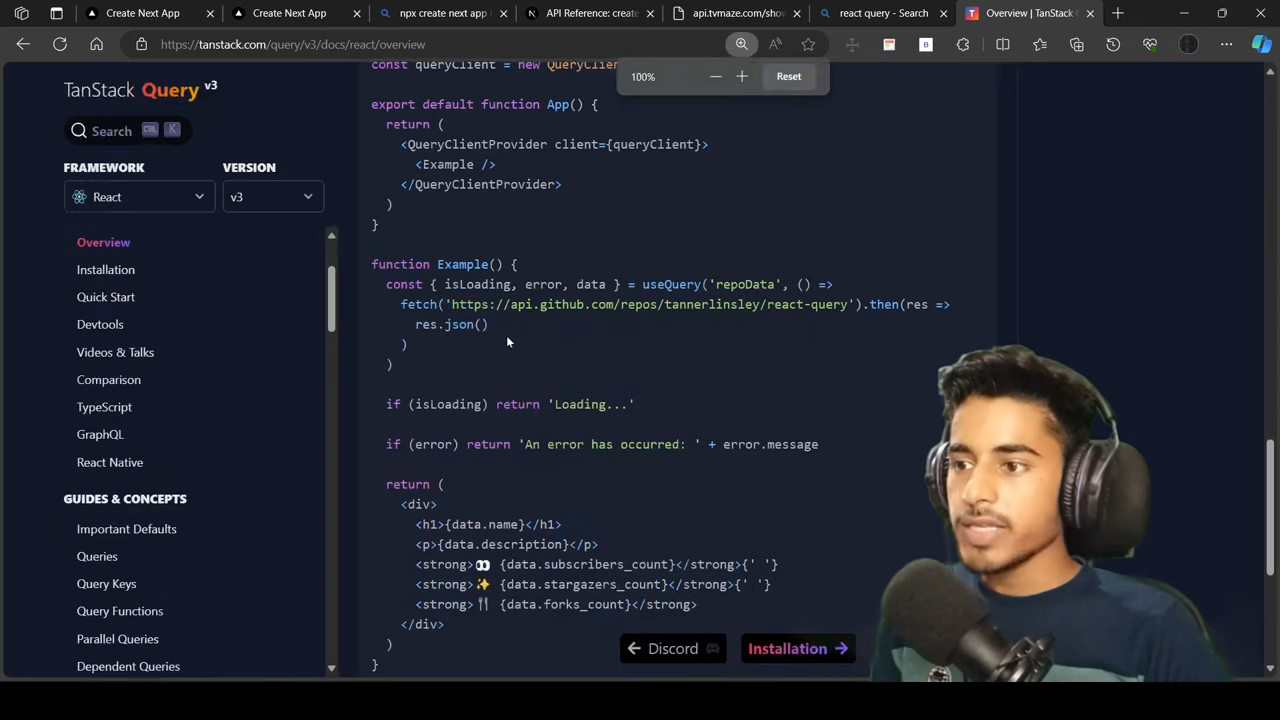 Create Next App
Create Next App
npx create next app
API Reference: create
api.tvmaze.com/show
react query - Search
Overview | TanStack
https://tanstack.com/query/v3/docs/react/overview
100%
Reset
TanStack Query v3
Search CTRL K
FRAMEWORK
VERSION
React
v3
Overview
Installation
Quick Start
Devtools
Videos & Talks
Comparison
TypeScript
GraphQL
React Native
GUIDES & CONCEPTS
Important Defaults
Queries
Query Keys
Query Functions
Parallel Queries
Dependent Queries
const queryClient = new QueryClien
export default function App() {
return (
<QueryClientProvider client={queryClient}>
<Example />
</QueryClientProvider>
)
}
function Example() {
const { isLoading, error, data } = useQuery('repoData', () =>
fetch('https://api.github.com/repos/tannerlinsley/react-query').then(res =>
res.json()
)
)
if (isLoading) return 'Loading...'
if (error) return 'An error has occurred: ' + error.message
return (
<div>
<h1>{data.name}</h1>
<p>{data.description}</p>
<strong>👀 {data.subscribers_count}</strong>{' '}
<strong>✨ {data.stargazers_count}</strong>{' '}
<strong>🍴 {data.forks_count}</strong>
</div>
)
}
← Discord
Installation →